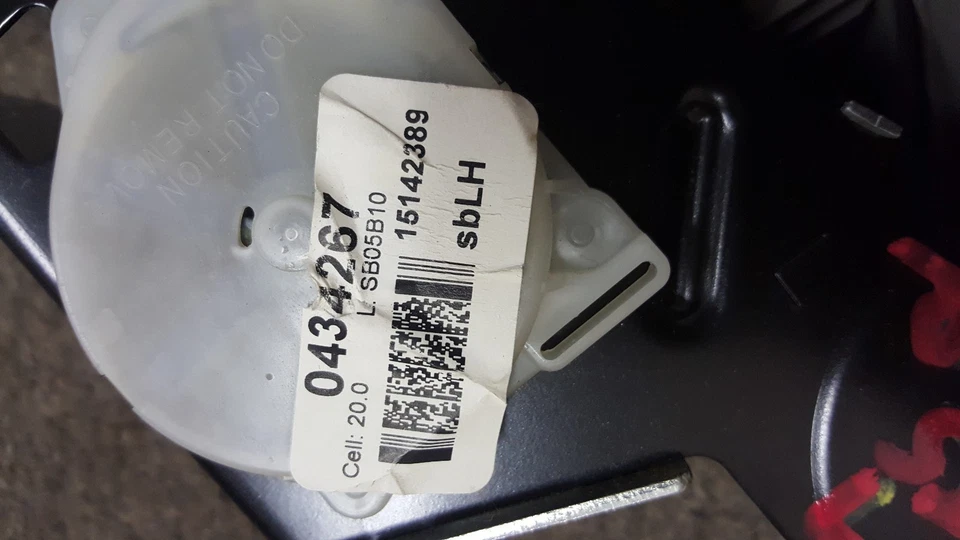 CAUTION
DO NOT REMOV
0434267
L: SB05B10
15142389
sbLH
Cell: 20.0